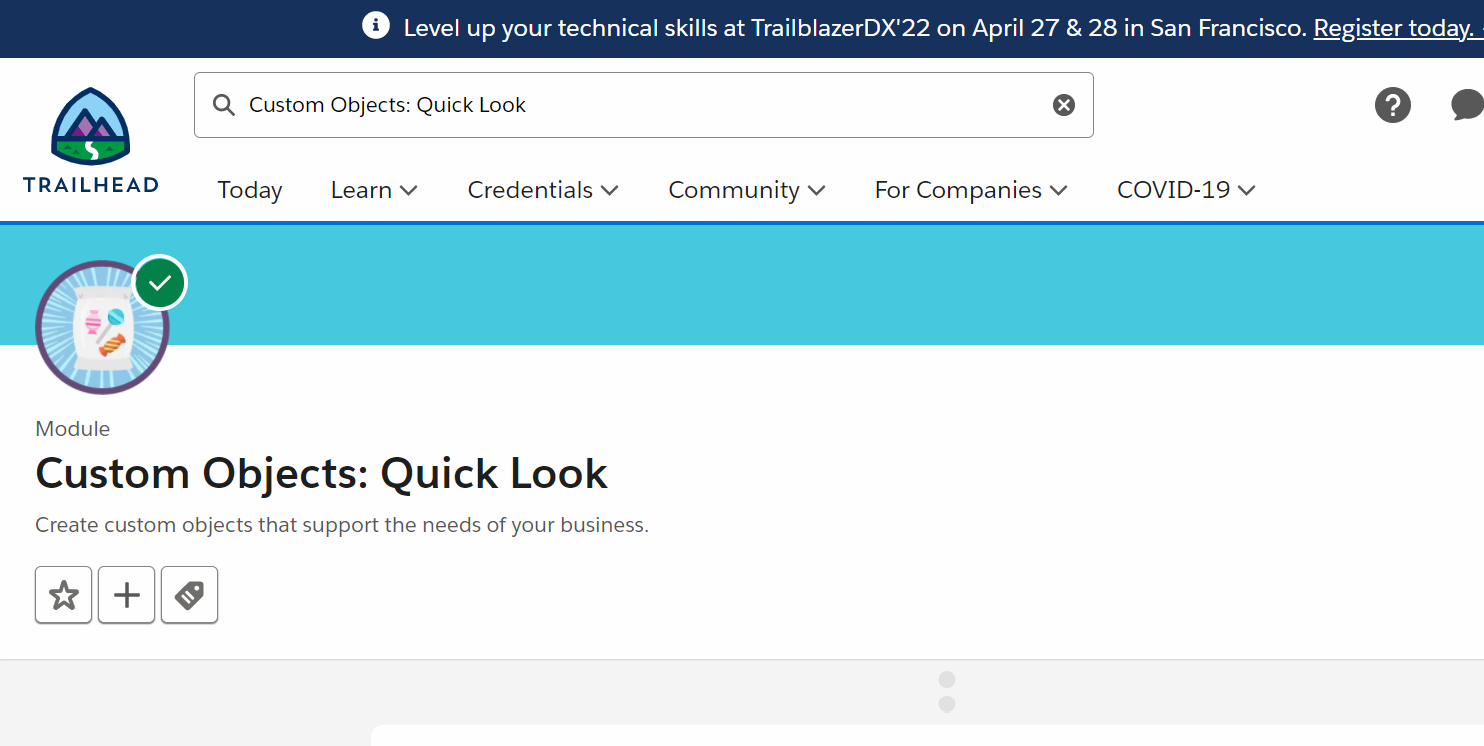 Level up your technical skills at TrailblazerDX'22 on April 27 & 28 in San Francisco. Register today.
Custom Objects: Quick Look
TRAILHEAD
Today Learn Credentials Community For Companies COVID-19
Module
Custom Objects: Quick Look
Create custom objects that support the needs of your business.